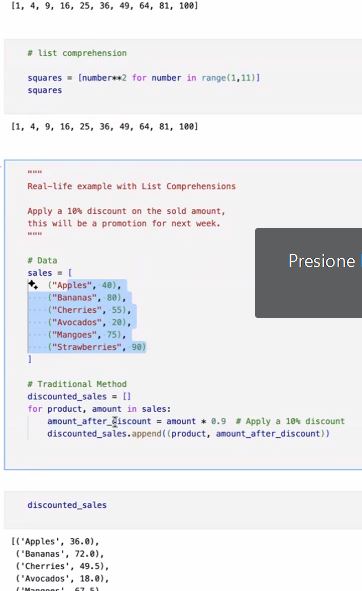 [1, 4, 9, 16, 25, 36, 49, 64, 81, 100]
# list comprehension
squares = [number**2 for number in range(1,11)]
squares
[1, 4, 9, 16, 25, 36, 49, 64, 81, 100]
"""
Real-life example with List Comprehensions
Apply a 10% discount on the sold amount,
this will be a promotion for next week.
"""
# Data
sales = [
("Apples", 40),
("Bananas", 80),
("Cherries", 55),
("Avocados", 20),
("Mangoes", 75),
("Strawberries", 90)
]
Presione
# Traditional Method
discounted_sales = []
for product, amount in sales:
amount_after_discount = amount * 0.9 # Apply a 10% discount
discounted_sales.append((product, amount_after_discount))
discounted_sales
[('Apples', 36.0),
('Bananas', 72.0),
('Cherries', 49.5),
('Avocados', 18.0),
('Mangoes', 67.5),